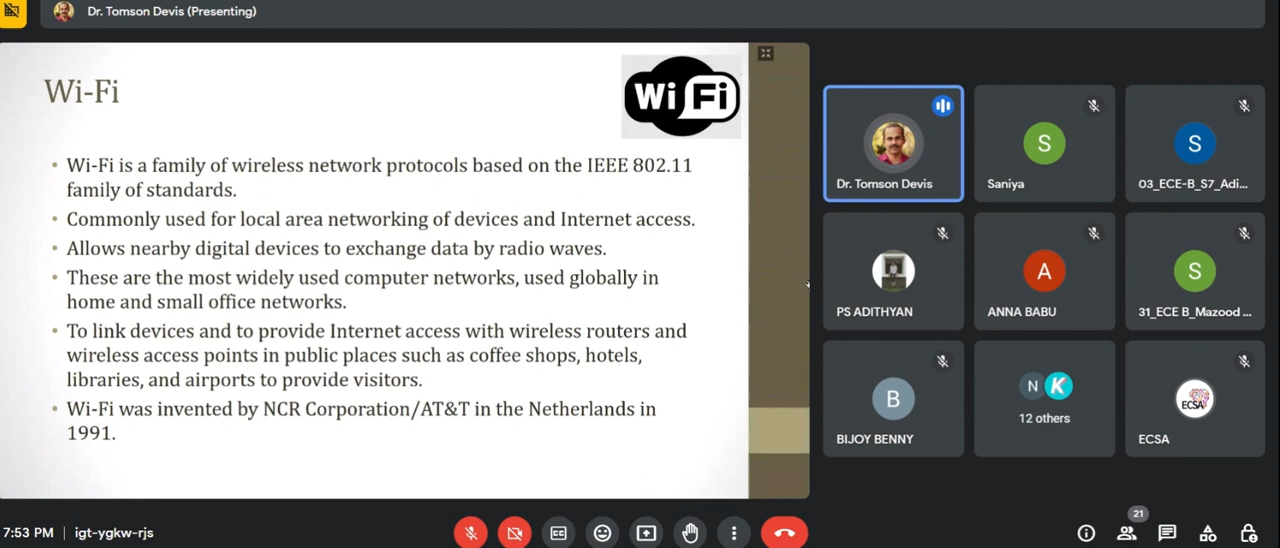 Dr. Tomson Devis (Presenting)
Wi-Fi
Wi Fi
• Wi-Fi is a family of wireless network protocols based on the IEEE 802.11
family of standards.
• Commonly used for local area networking of devices and Internet access.
• Allows nearby digital devices to exchange data by radio waves.
• These are the most widely used computer networks, used globally in
home and small office networks.
• To link devices and to provide Internet access with wireless routers and
wireless access points in public places such as coffee shops, hotels,
libraries, and airports to provide visitors.
• Wi-Fi was invented by NCR Corporation/AT&T in the Netherlands in
1991.
Dr. Tomson Devis
S
Saniya
S
03_ECE-B_S7_Adi...
PS ADITHYAN
A
ANNA BABU
S
31_ECE B_Mazood ...
B
BIJOY BENNY
N K
12 others
ECSA
ECSA
7:53 PM | igt-ygkw-rjs
CC
21